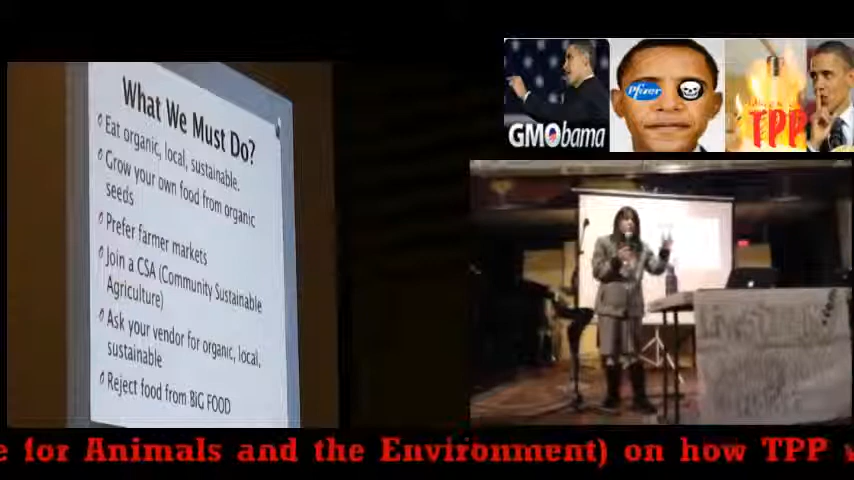 What We Must Do?
Eat organic, local, sustainable.
Grow your own food from organic
seeds
Prefer farmer markets
Join a CSA (Community Sustainable
Agriculture)
Ask your vendor for organic, local,
sustainable
Reject food from BIG FOOD
GMObama
Pfizer
TPP
e for Animals and the Environment) on how TPP